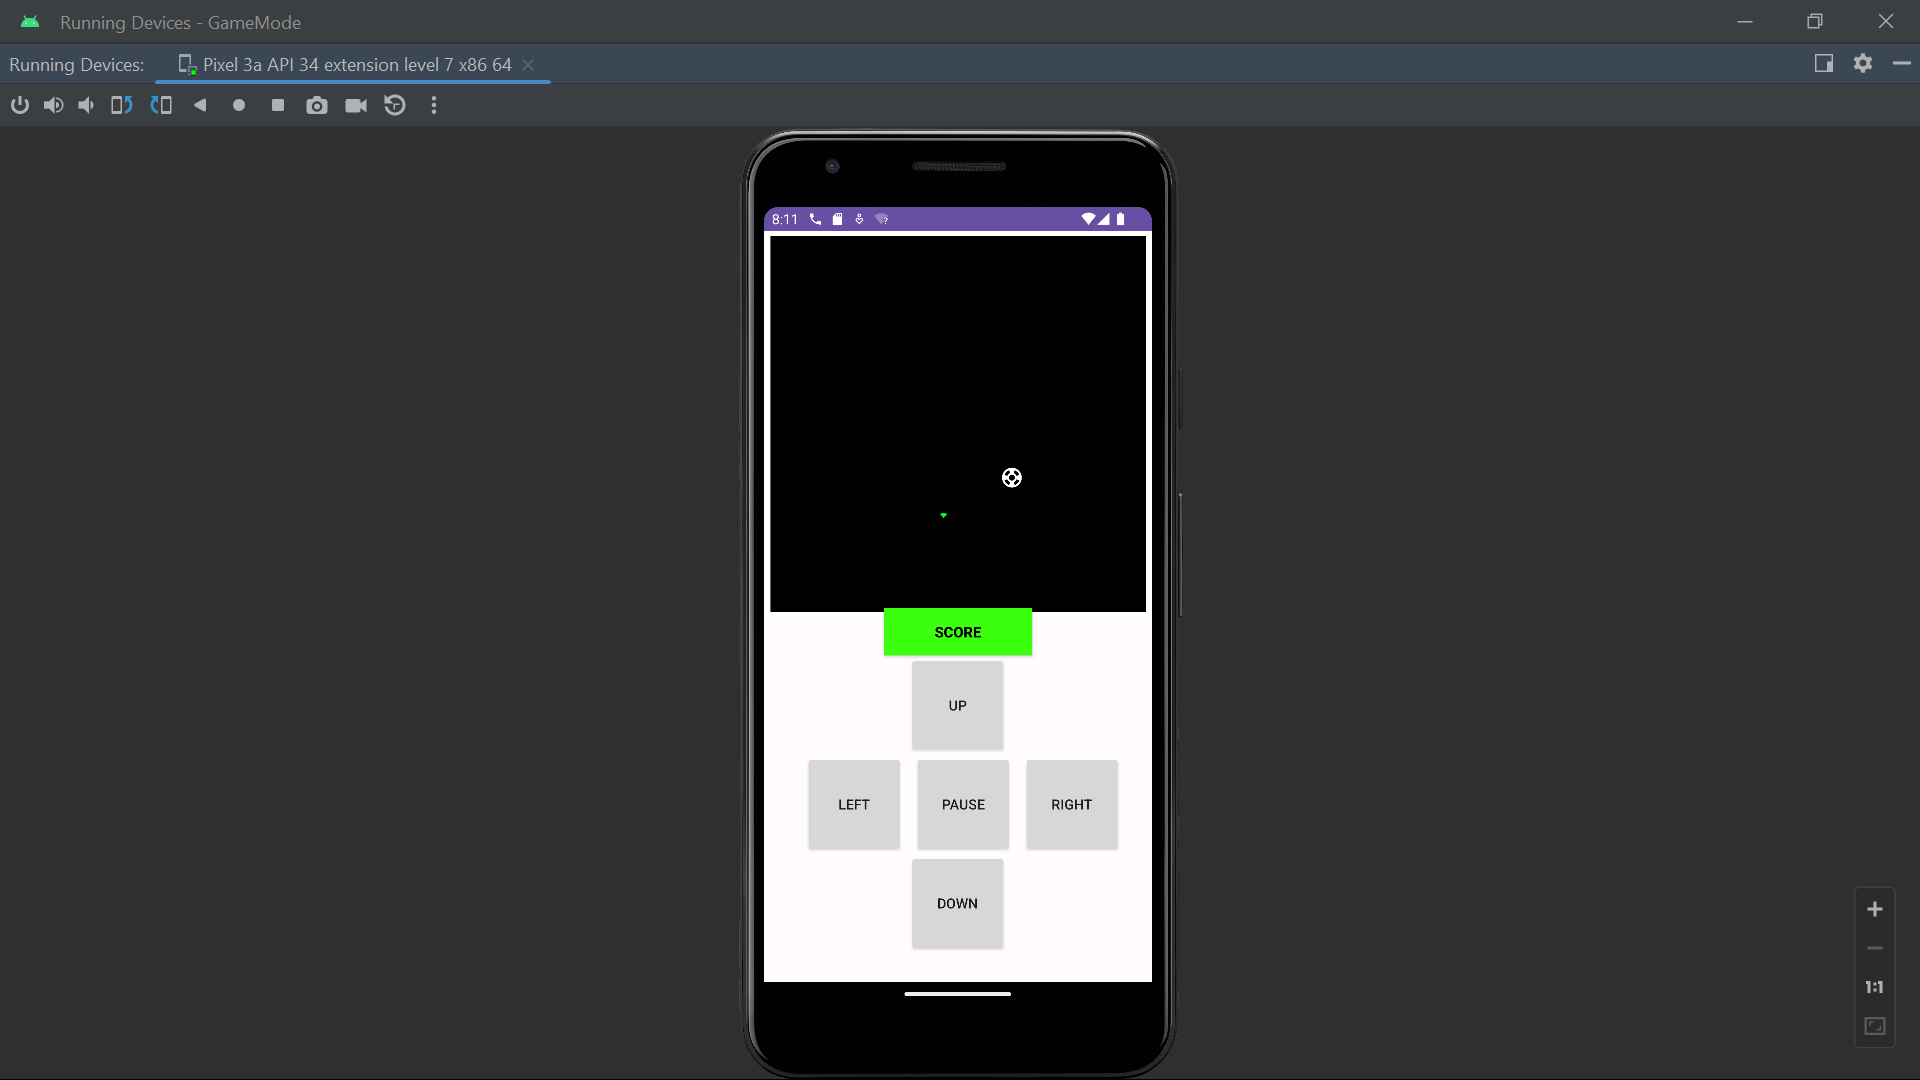 Running Devices - GameMode
Running Devices: Pixel 3a API 34 extension level 7 x86 64
8:11
SCORE
UP
LEFT PAUSE RIGHT
DOWN
1:1